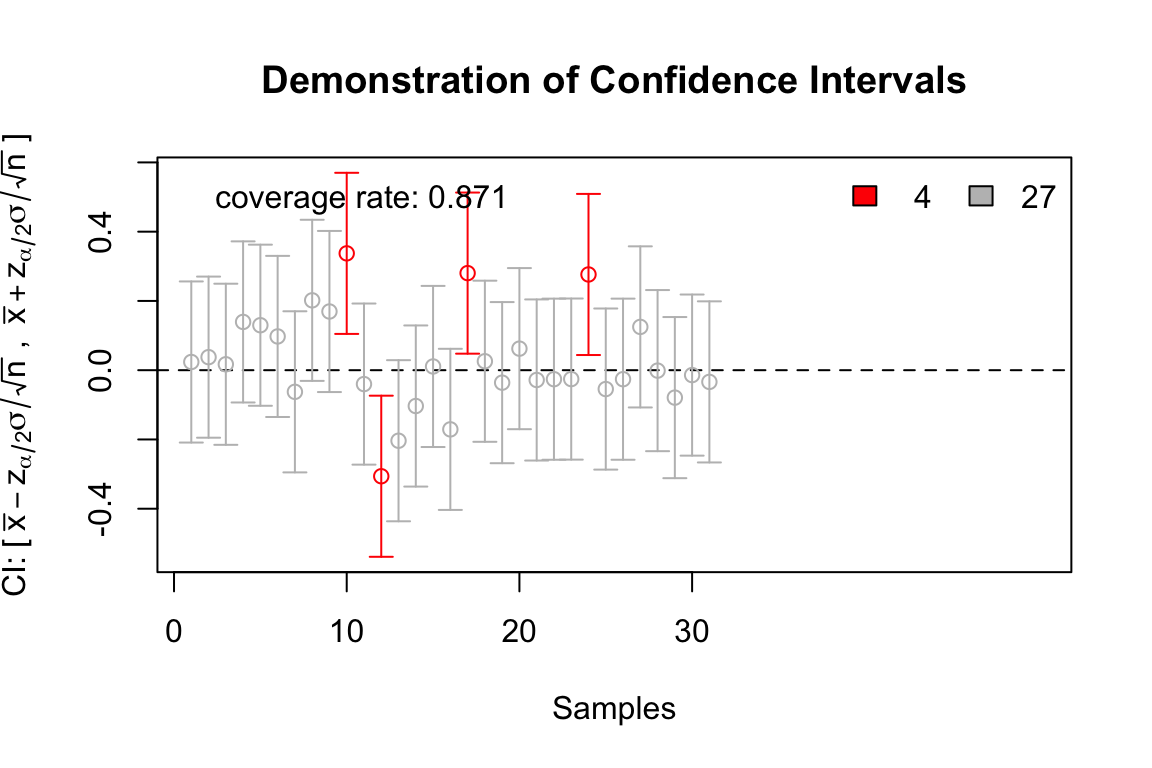 Demonstration of Confidence Intervals
CI: [ x̅ − zα/2σ/√n , x̅ + zα/2σ/√n ]
coverage rate: 0.871
4
27
0.4
0.0
-0.4
0
10
20
30
Samples